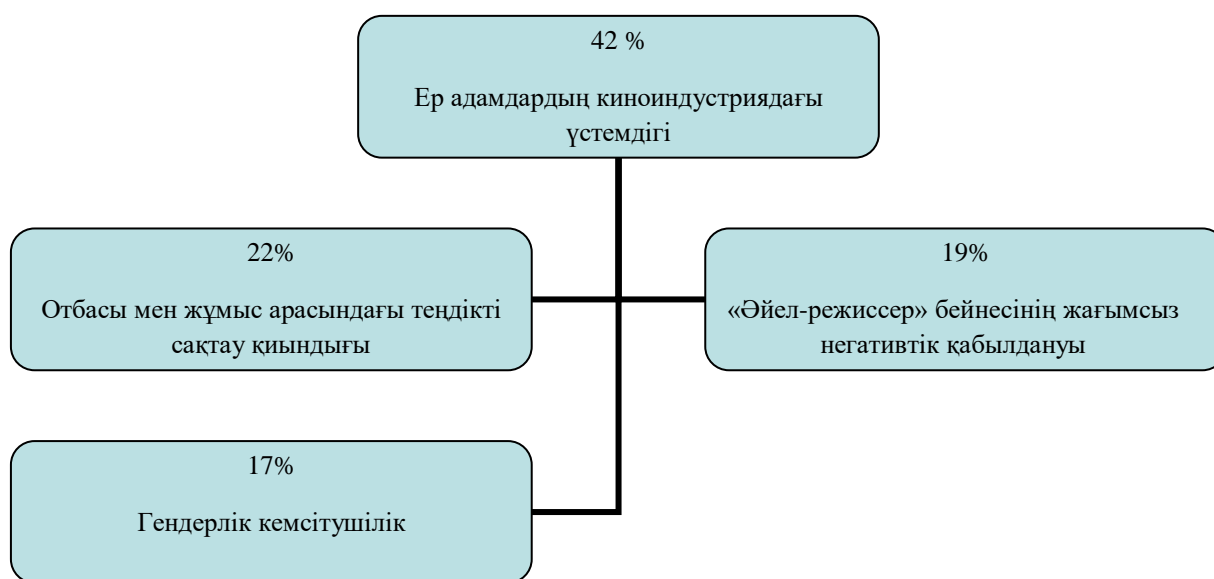 42 %
Ер адамдардың киноиндустриядағы
үстемдігі
22%
Отбасы мен жұмыс арасындағы теңдікті
сақтау қиындығы
19%
«Әйел-режиссер» бейнесінің жағымсыз
негативтік қабылдануы
17%
Гендерлік кемсітушілік